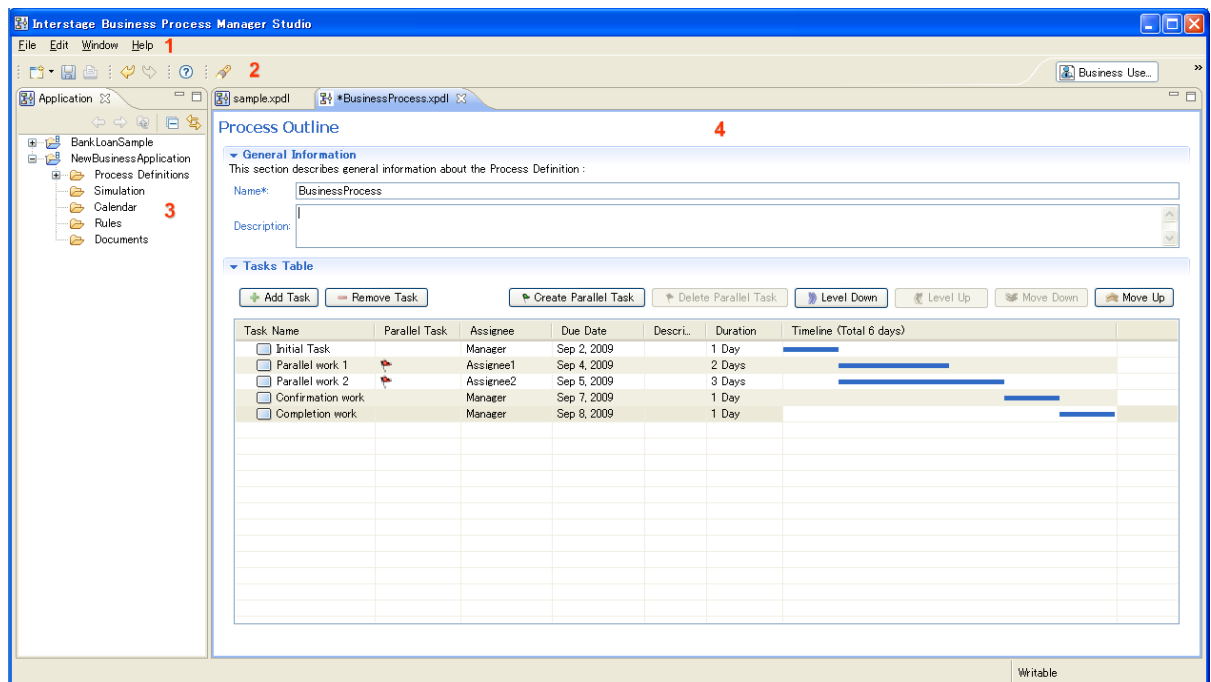 Interstage Business Process Manager Studio
File Edit Window Help 1
2
Business Use...
Application
sample.xpdl
*BusinessProcess.xpdl
BankLoanSample
NewBusinessApplication
Process Definitions
Simulation
Calendar
Rules
Documents
3
Process Outline
4
General Information
This section describes general information about the Process Definition :
Name*: BusinessProcess
Description:
Tasks Table
Add Task Remove Task Create Parallel Task Delete Parallel Task Level Down Level Up Move Down Move Up
Task Name Parallel Task Assignee Due Date Descri... Duration Timeline (Total 6 days)
Initial Task Manager Sep 2, 2009 1 Day
Parallel work 1 Assignee1 Sep 4, 2009 2 Days
Parallel work 2 Assignee2 Sep 5, 2009 3 Days
Confirmation work Manager Sep 7, 2009 1 Day
Completion work Manager Sep 8, 2009 1 Day
Writable